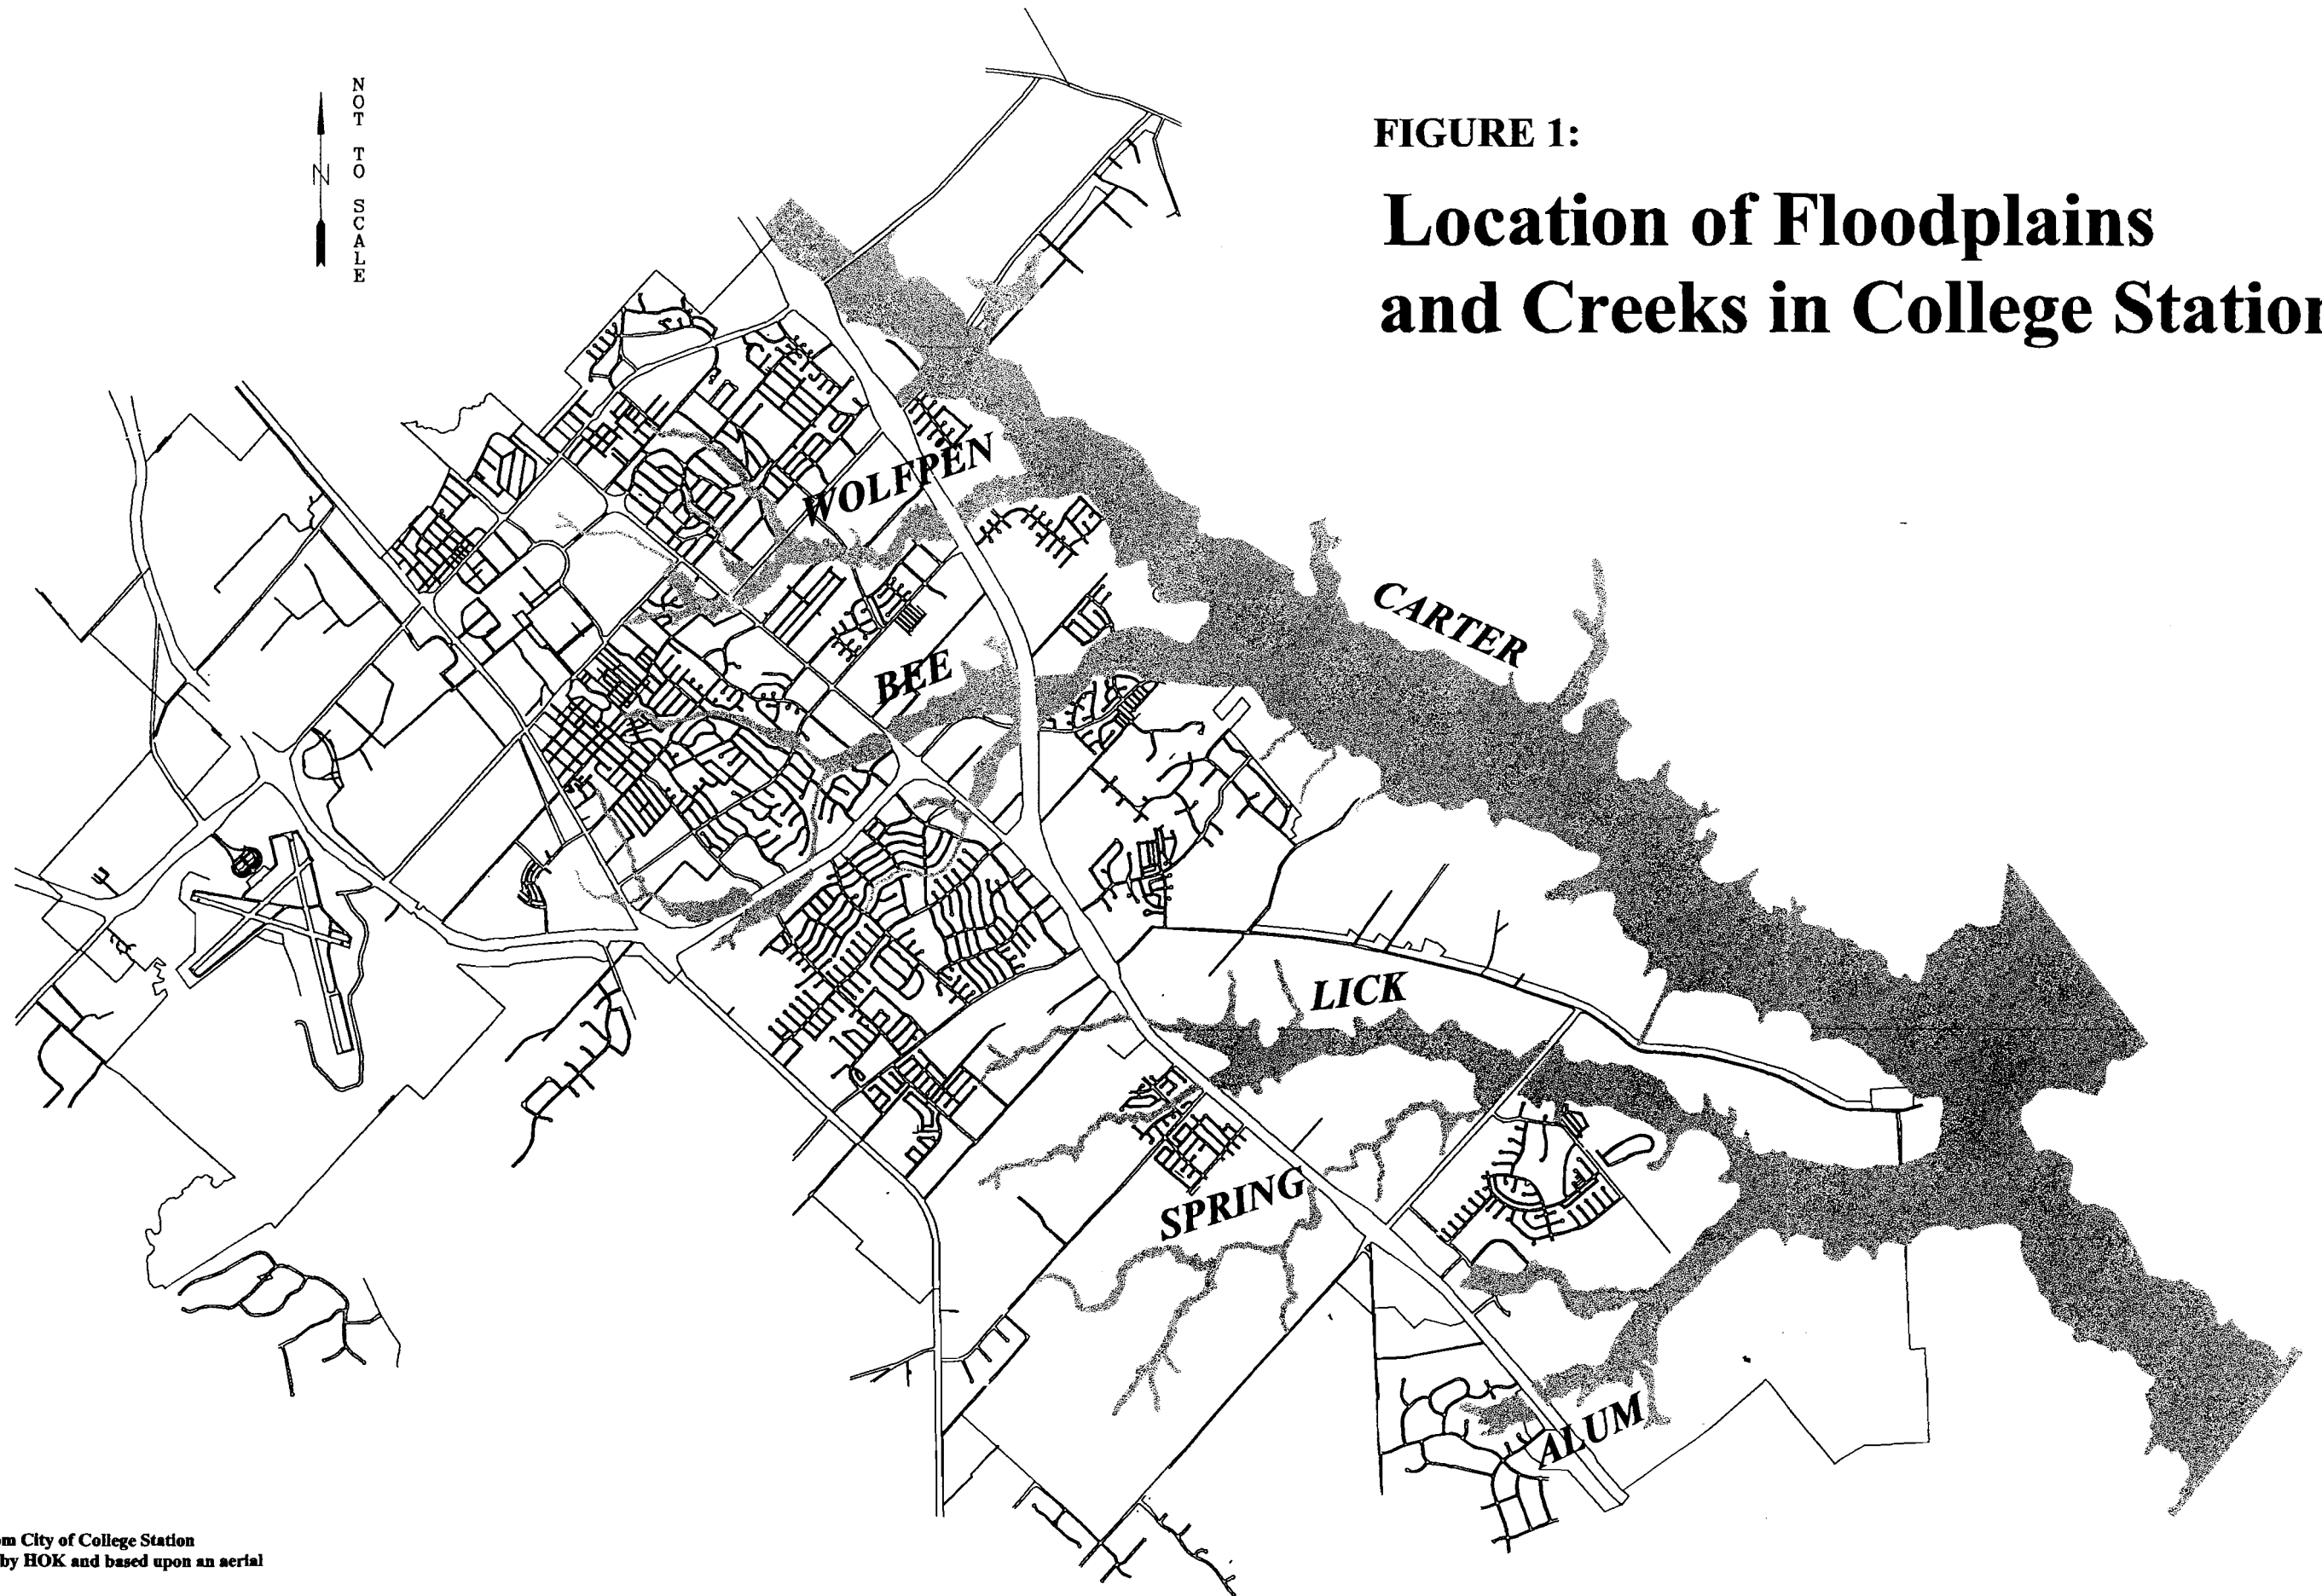 NOT TO SCALE
N
FIGURE 1:
Location of Floodplains
and Creeks in College Station
WOLFPEN
CARTER
BEE
LICK
SPRING
ALUM
m City of College Station
by HOK and based upon an aerial